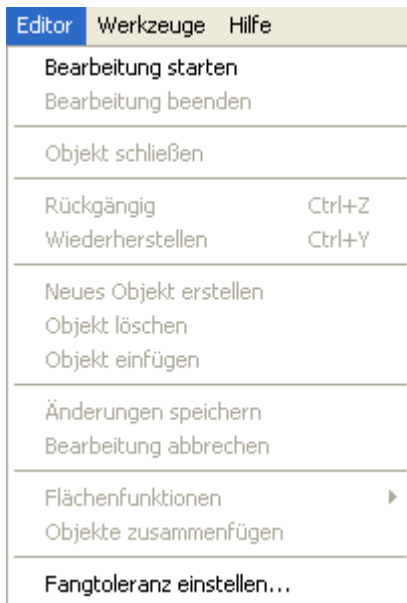 Editor Werkzeuge Hilfe
Bearbeitung starten
Bearbeitung beenden
Objekt schließen
Rückgängig Ctrl+Z
Wiederherstellen Ctrl+Y
Neues Objekt erstellen
Objekt löschen
Objekt einfügen
Änderungen speichern
Bearbeitung abbrechen
Flächenfunktionen
Objekte zusammenfügen
Fangtoleranz einstellen...